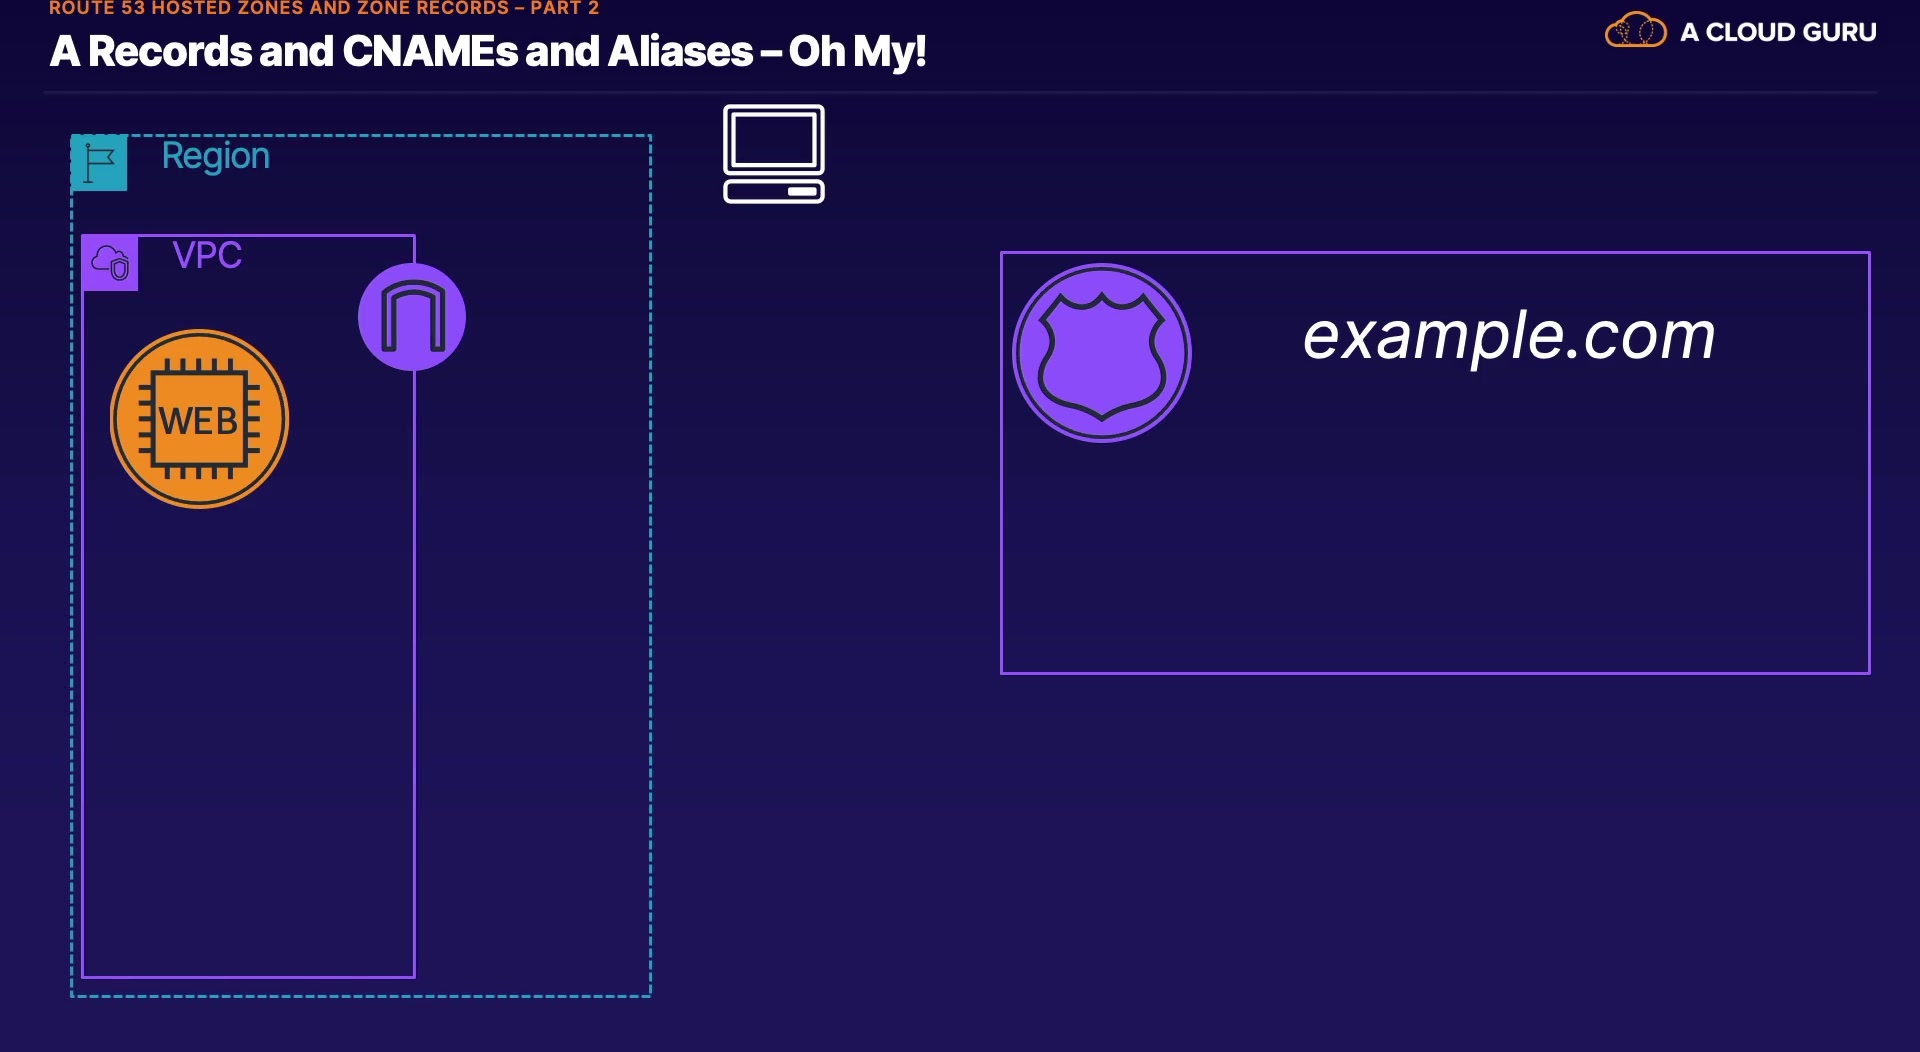 ROUTE 53 HOSTED ZONES AND ZONE RECORDS – PART 2
A Records and CNAMEs and Aliases – Oh My!
A CLOUD GURU
Region
VPC
WEB
example.com